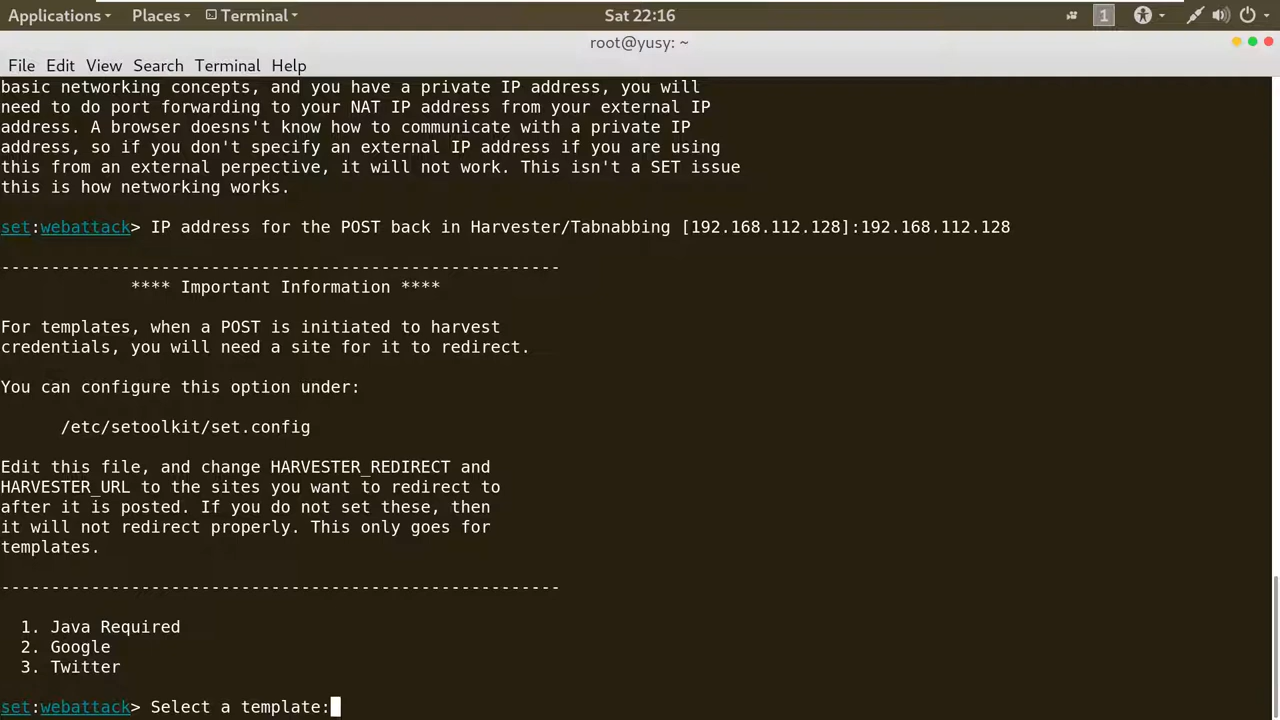 Applications Places Terminal Sat 22:16 1
root@yusy: ~
File Edit View Search Terminal Help
basic networking concepts, and you have a private IP address, you will
need to do port forwarding to your NAT IP address from your external IP
address. A browser doesns't know how to communicate with a private IP
address, so if you don't specify an external IP address if you are using
this from an external perpective, it will not work. This isn't a SET issue
this is how networking works.
set:webattack> IP address for the POST back in Harvester/Tabnabbing [192.168.112.128]:192.168.112.128
--------------------------------------------------------
**** Important Information ****
For templates, when a POST is initiated to harvest
credentials, you will need a site for it to redirect.
You can configure this option under:
/etc/setoolkit/set.config
Edit this file, and change HARVESTER_REDIRECT and
HARVESTER_URL to the sites you want to redirect to
after it is posted. If you do not set these, then
it will not redirect properly. This only goes for
templates.
--------------------------------------------------------
1. Java Required
2. Google
3. Twitter
set:webattack> Select a template: